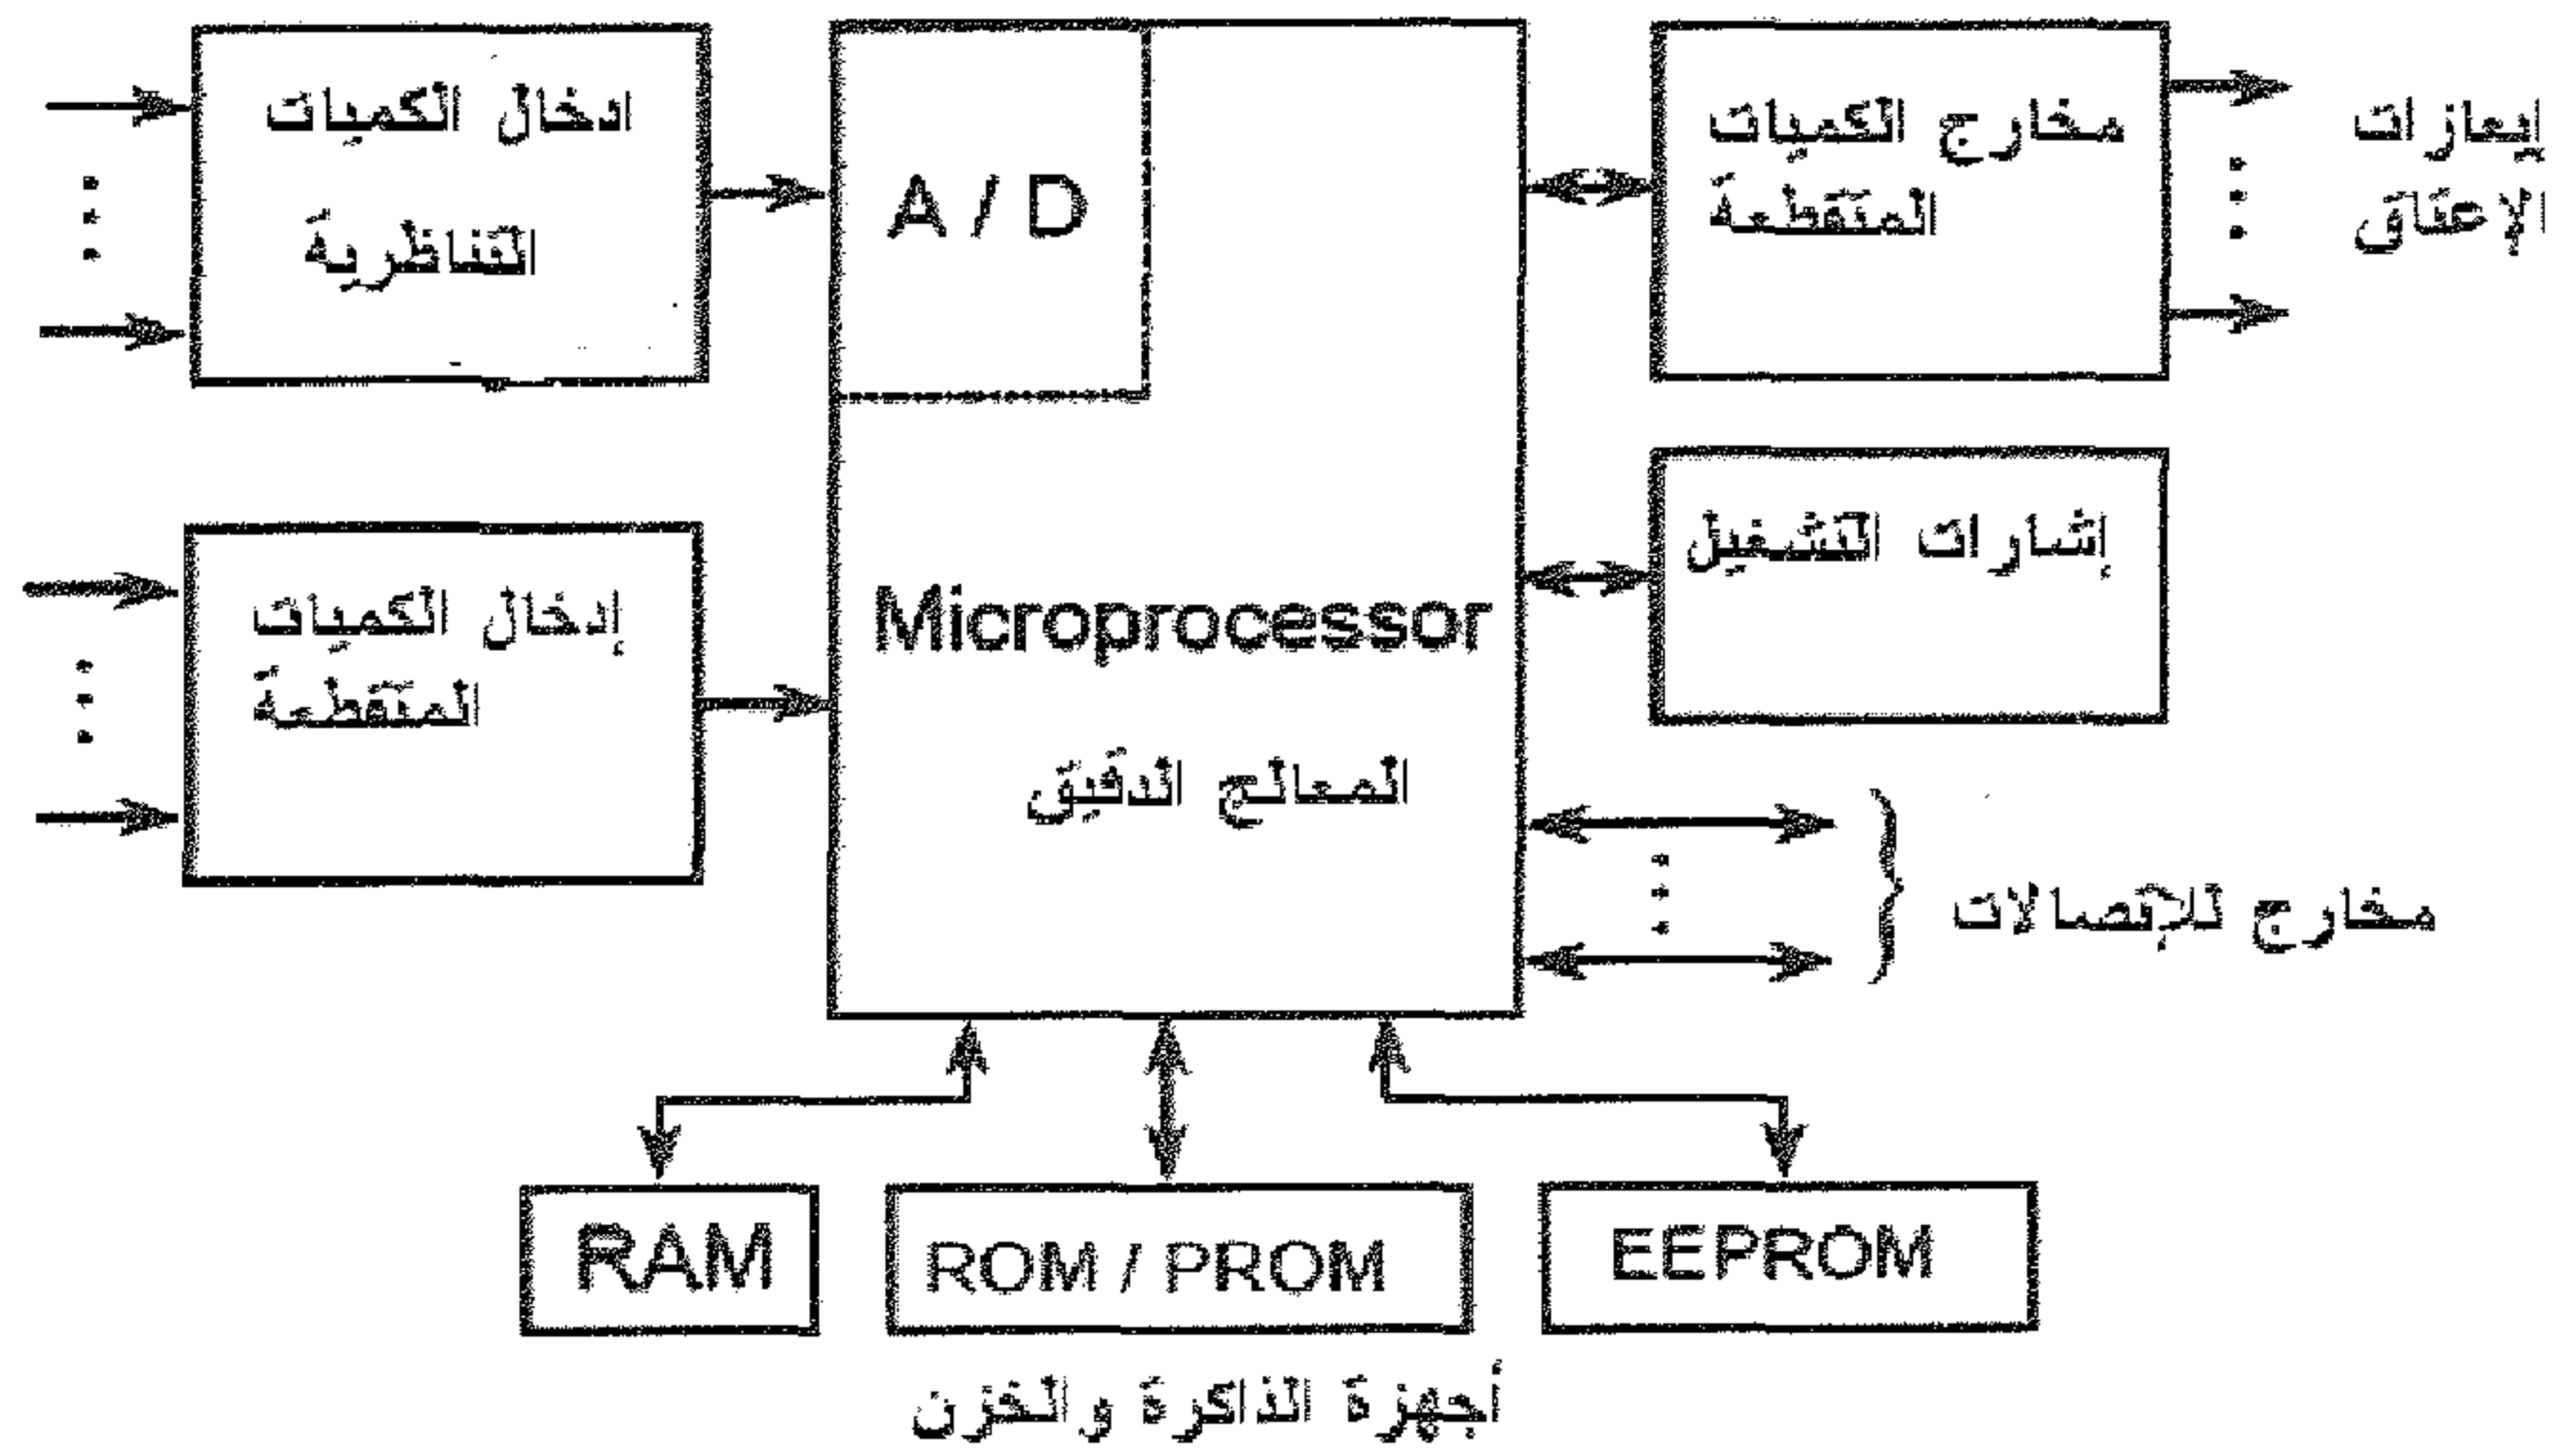 ادخال الكميات
التناظرية
A / D
مخارج الكميات
المتقطعة
إيعازات
الإعتاق
إدخال الكميات
المتقطعة
Microprocessor
المعالج الدقيق
إشارات التشغيل
مخارج للإتصالات
RAM
ROM / PROM
EEPROM
أجهزة الذاكرة والخزن